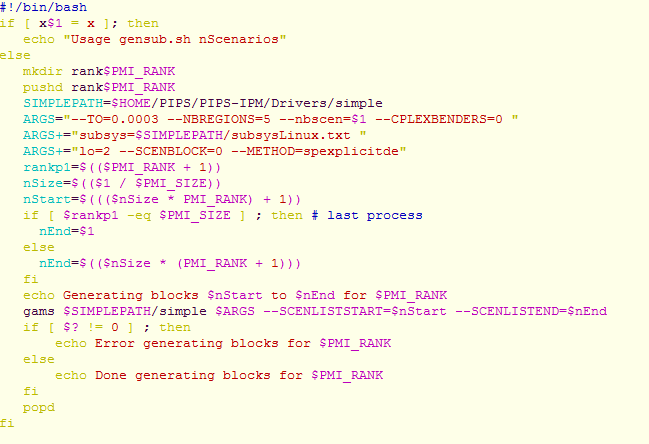 #!/bin/bash
if [ x$1 = x ]; then
   echo "Usage gensub.sh nScenarios"
else
   mkdir rank$PMI_RANK
   pushd rank$PMI_RANK
   SIMPLEPATH=$HOME/PIPS/PIPS-IPM/Drivers/simple
   ARGS="--TO=0.0003 --NBREGIONS=5 --nbscen=$1 --CPLEXBENDERS=0 "
   ARGS+="subsys=$SIMPLEPATH/subsysLinux.txt "
   ARGS+="lo=2 --SCENBLOCK=0 --METHOD=spexplicitde"
   rankp1=$(($PMI_RANK + 1))
   nSize=$(($1 / $PMI_SIZE))
   nStart=$((($nSize * PMI_RANK) + 1))
   if [ $rankp1 -eq $PMI_SIZE ] ; then # last process
     nEnd=$1
   else
     nEnd=$(($nSize * (PMI_RANK + 1)))
   fi
   echo Generating blocks $nStart to $nEnd for $PMI_RANK
   gams $SIMPLEPATH/simple $ARGS --SCENLISTSTART=$nStart --SCENLISTEND=$nEnd
   if [ $? != 0 ] ; then
       echo Error generating blocks for $PMI_RANK
   else
       echo Done generating blocks for $PMI_RANK
   fi
   popd
fi